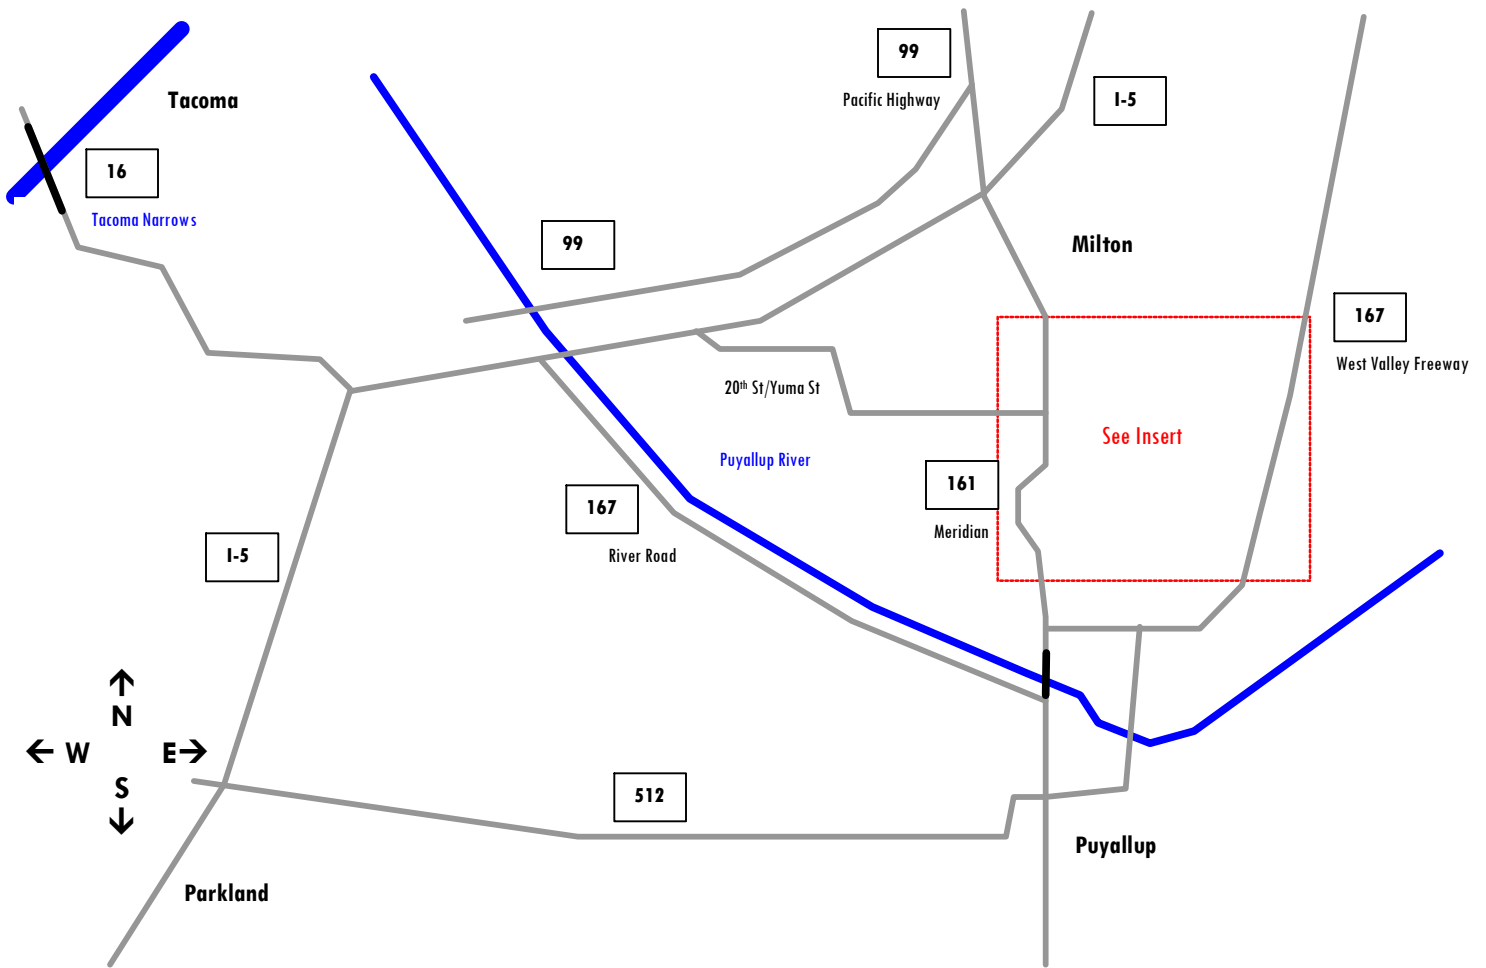 99
Pacific Highway
I-5
Tacoma
16
Tacoma Narrows
99
Milton
167
West Valley Freeway
20th St/Yuma St
See Insert
Puyallup River
161
Meridian
167
River Road
I-5
N
W E
S
512
Puyallup
Parkland